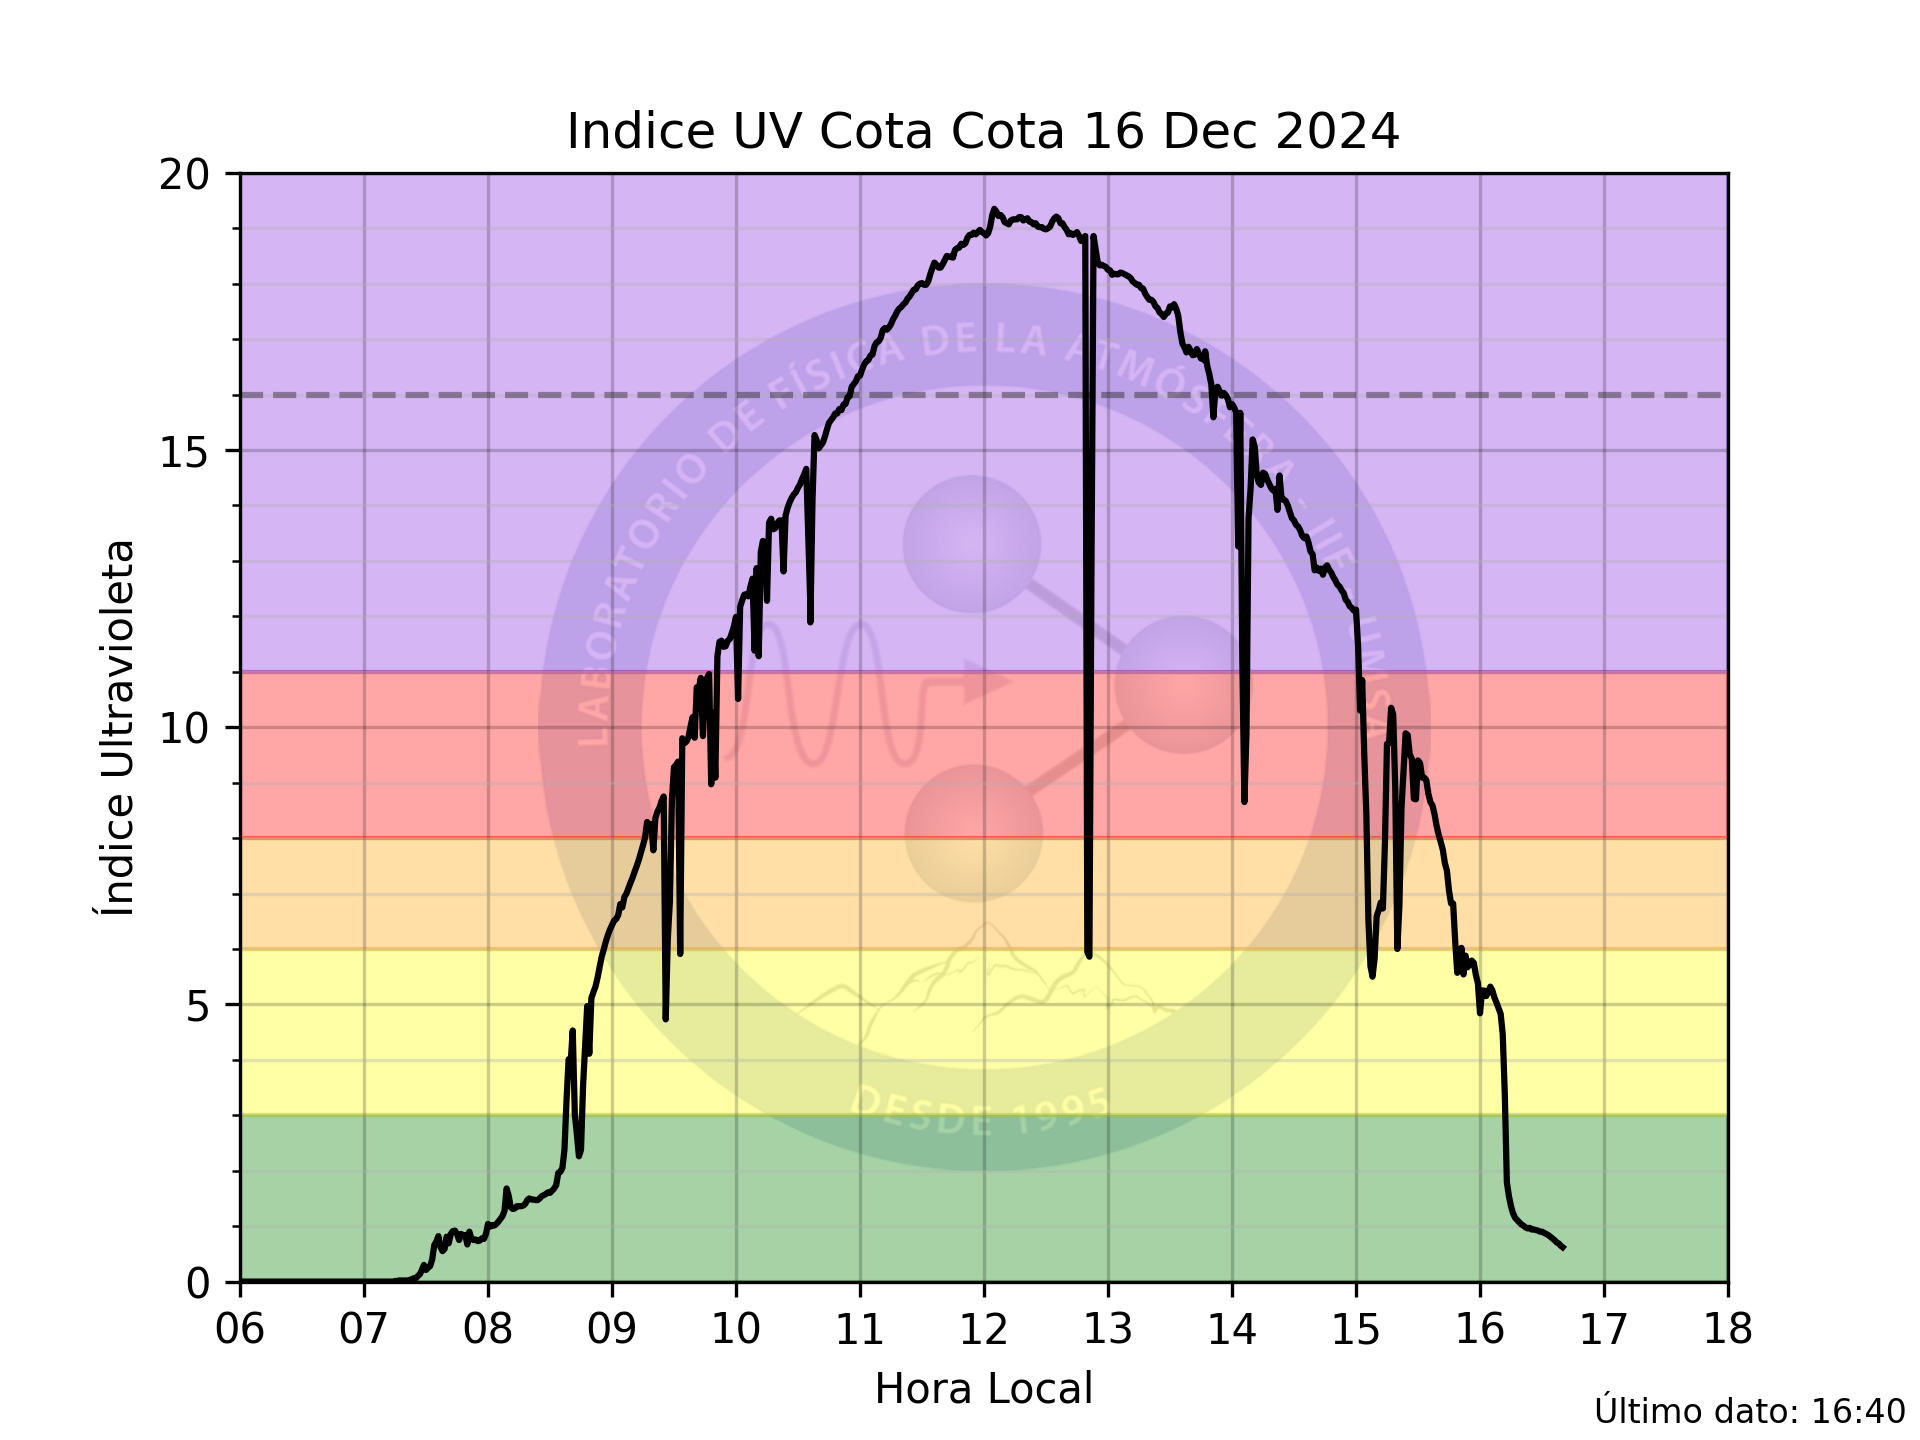 Indice UV Cota Cota 16 Dec 2024
20
15
10
5
0
Índice Ultravioleta
LABORATORIO DE FÍSICA DE LA ATMÓSFERA - IIF - UMSA
DESDE 1995
06 07 08 09 10 11 12 13 14 15 16 17 18
Hora Local
Último dato: 16:40